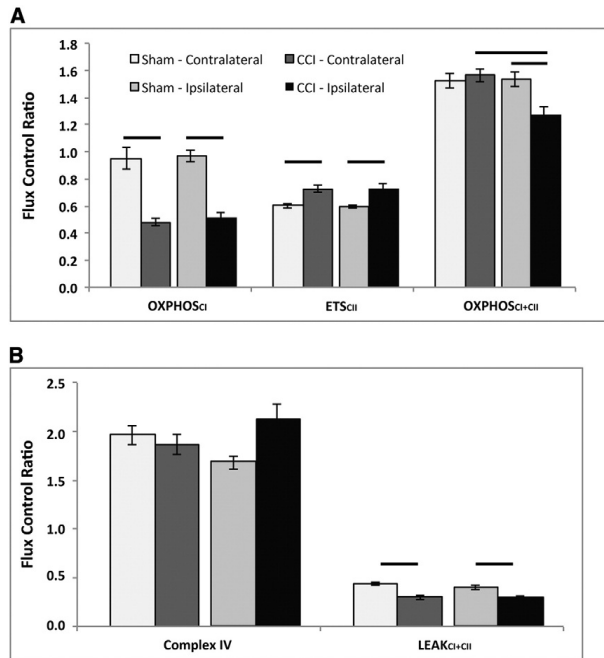 A
Flux Control Ratio
1.8
1.6
1.4
1.2
1.0
0.8
0.6
0.4
0.2
0.0
Sham - Contralateral
CCI - Contralateral
Sham - Ipsilateral
CCI - Ipsilateral
OXPHOSCI
ETSCII
OXPHOSCI+CII
B
Flux Control Ratio
2.5
2.0
1.5
1.0
0.5
0.0
Complex IV
LEAKCI+CII